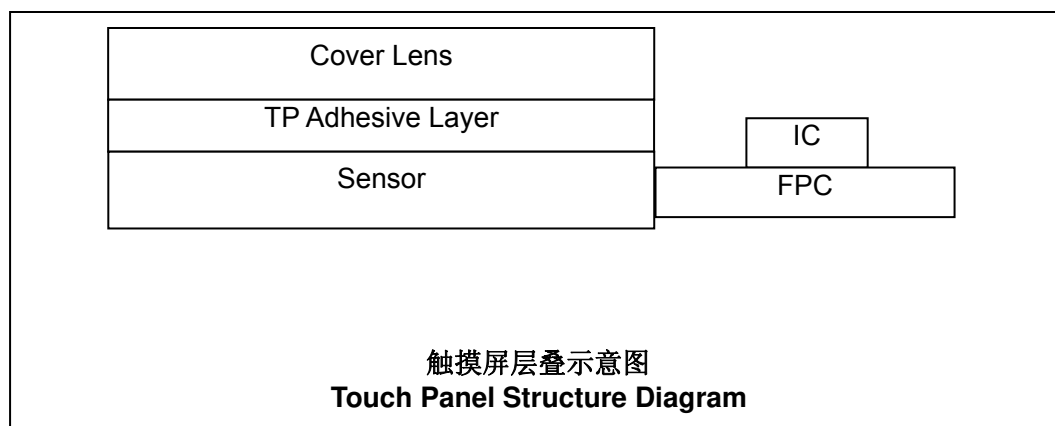 Cover Lens
TP Adhesive Layer
IC
Sensor
FPC
触摸屏层叠示意图
Touch Panel Structure Diagram